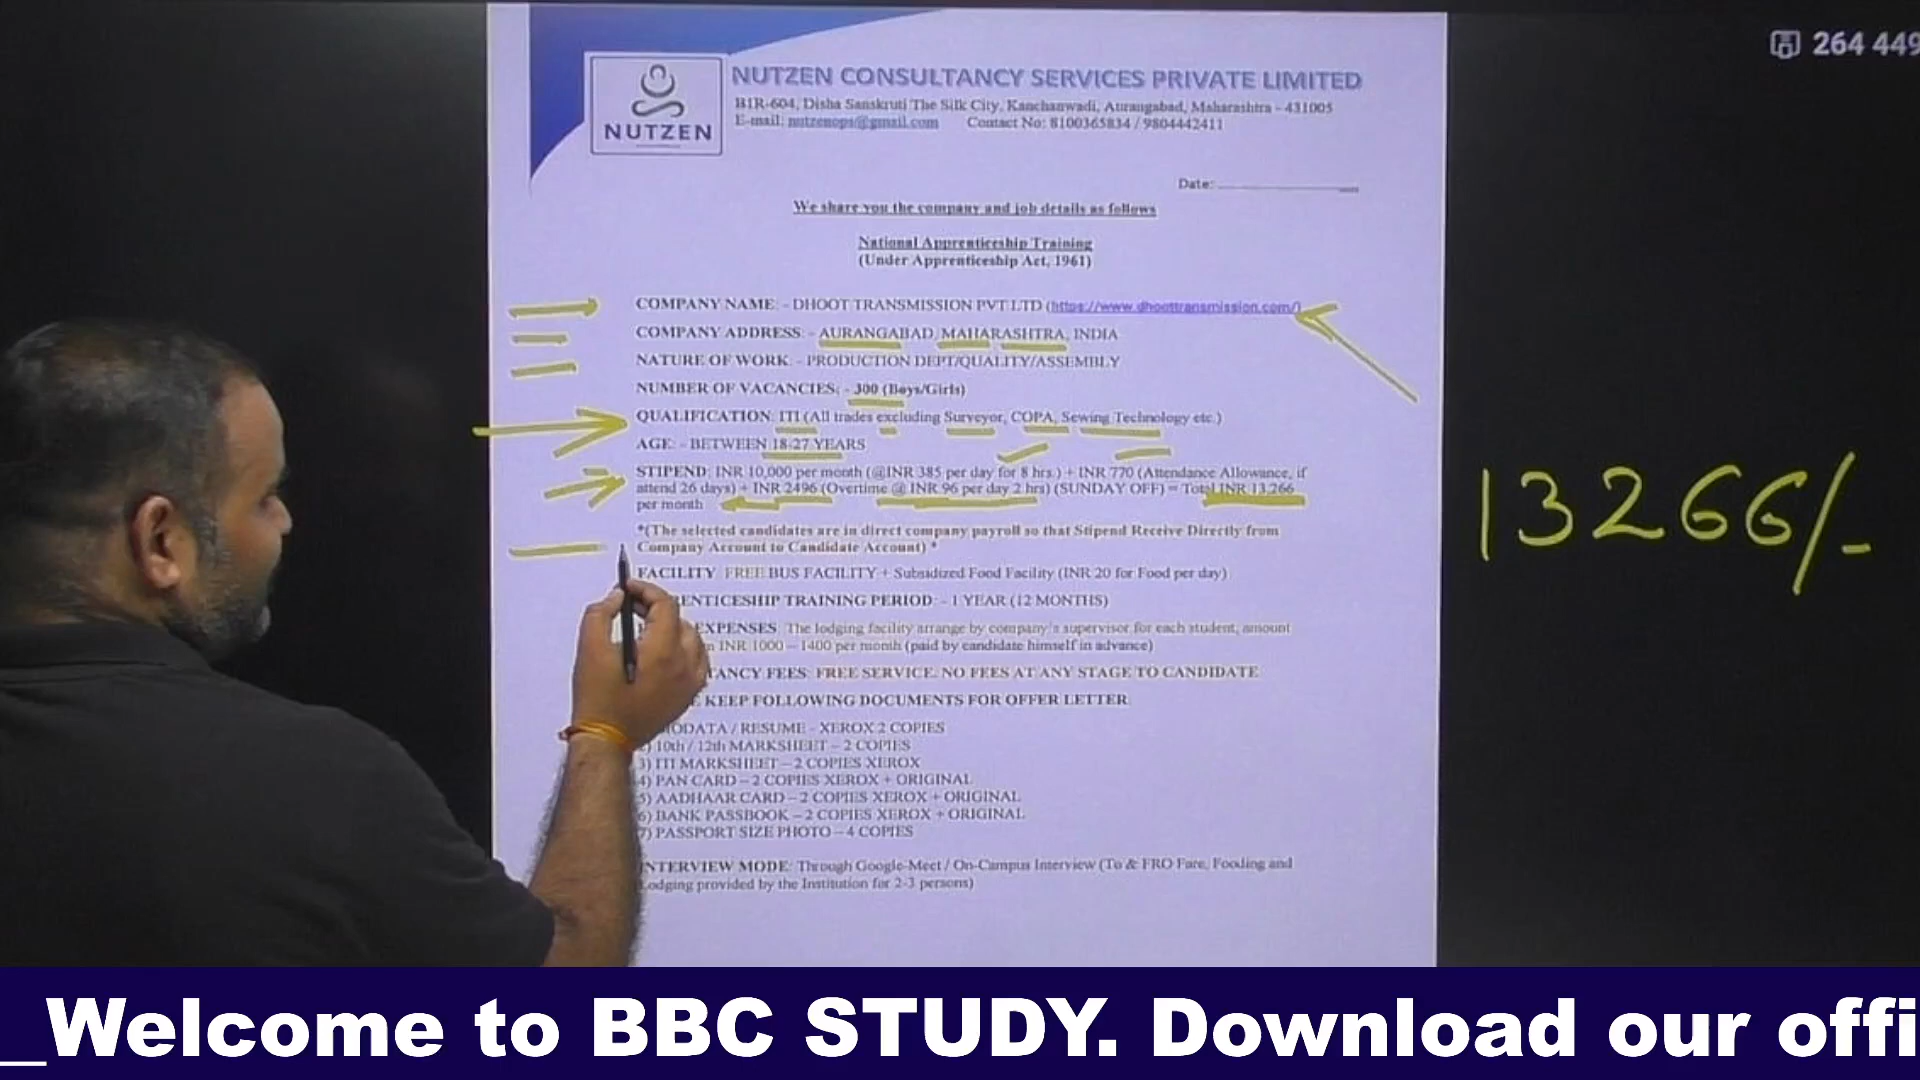 264 449
NUTZEN
NUTZEN CONSULTANCY SERVICES PRIVATE LIMITED
B1R-604, Disha Sanskruti The Silk City, Kanchanwadi, Aurangabad, Maharashtra - 431005
E-mail: nutzenops@gmail.com Contact No: 8100365834 / 9804442411
Date:
We share you the company and job details as follows
National Apprenticeship Training
(Under Apprenticeship Act, 1961)
COMPANY NAME: - DHOOT TRANSMISSION PVT LTD (https://www.dhoottransmission.com/)
COMPANY ADDRESS: - AURANGABAD, MAHARASHTRA, INDIA
NATURE OF WORK: - PRODUCTION DEPT/QUALITY/ASSEMBLY
NUMBER OF VACANCIES: - 300 (Boys/Girls)
QUALIFICATION: ITI (All trades excluding Surveyor, COPA, Sewing Technology etc.)
AGE: - BETWEEN 18-27 YEARS
STIPEND: INR 10,000 per month (@INR 385 per day for 8 hrs.) + INR 770 (Attendance Allowance, if
attend 26 days) + INR 2496 (Overtime @ INR 96 per day 2 hrs) (SUNDAY OFF) = Total INR 13,266
per month
13266/-
*(The selected candidates are in direct company payroll so that Stipend Receive Directly from
Company Account to Candidate Account) *
FACILITY: FREE BUS FACILITY + Subsidized Food Facility (INR 20 for Food per day)
ENTICESHIP TRAINING PERIOD: - 1 YEAR (12 MONTHS)
EXPENSES: The lodging facility arrange by company's supervisor for each student, amount
INR 1000 – 1400 per month (paid by candidate himself in advance)
TANCY FEES: FREE SERVICE. NO FEES AT ANY STAGE TO CANDIDATE
KEEP FOLLOWING DOCUMENTS FOR OFFER LETTER
ODATA / RESUME - XEROX 2 COPIES
2) 10th / 12th MARKSHEET – 2 COPIES
3) ITI MARKSHEET – 2 COPIES XEROX
4) PAN CARD – 2 COPIES XEROX + ORIGINAL
5) AADHAAR CARD – 2 COPIES XEROX + ORIGINAL
6) BANK PASSBOOK – 2 COPIES XEROX + ORIGINAL
7) PASSPORT SIZE PHOTO – 4 COPIES
INTERVIEW MODE: Through Google-Meet / On-Campus Interview (To & FRO Fare, Fooding and
Lodging provided by the Institution for 2-3 persons)
_Welcome to BBC STUDY. Download our offi